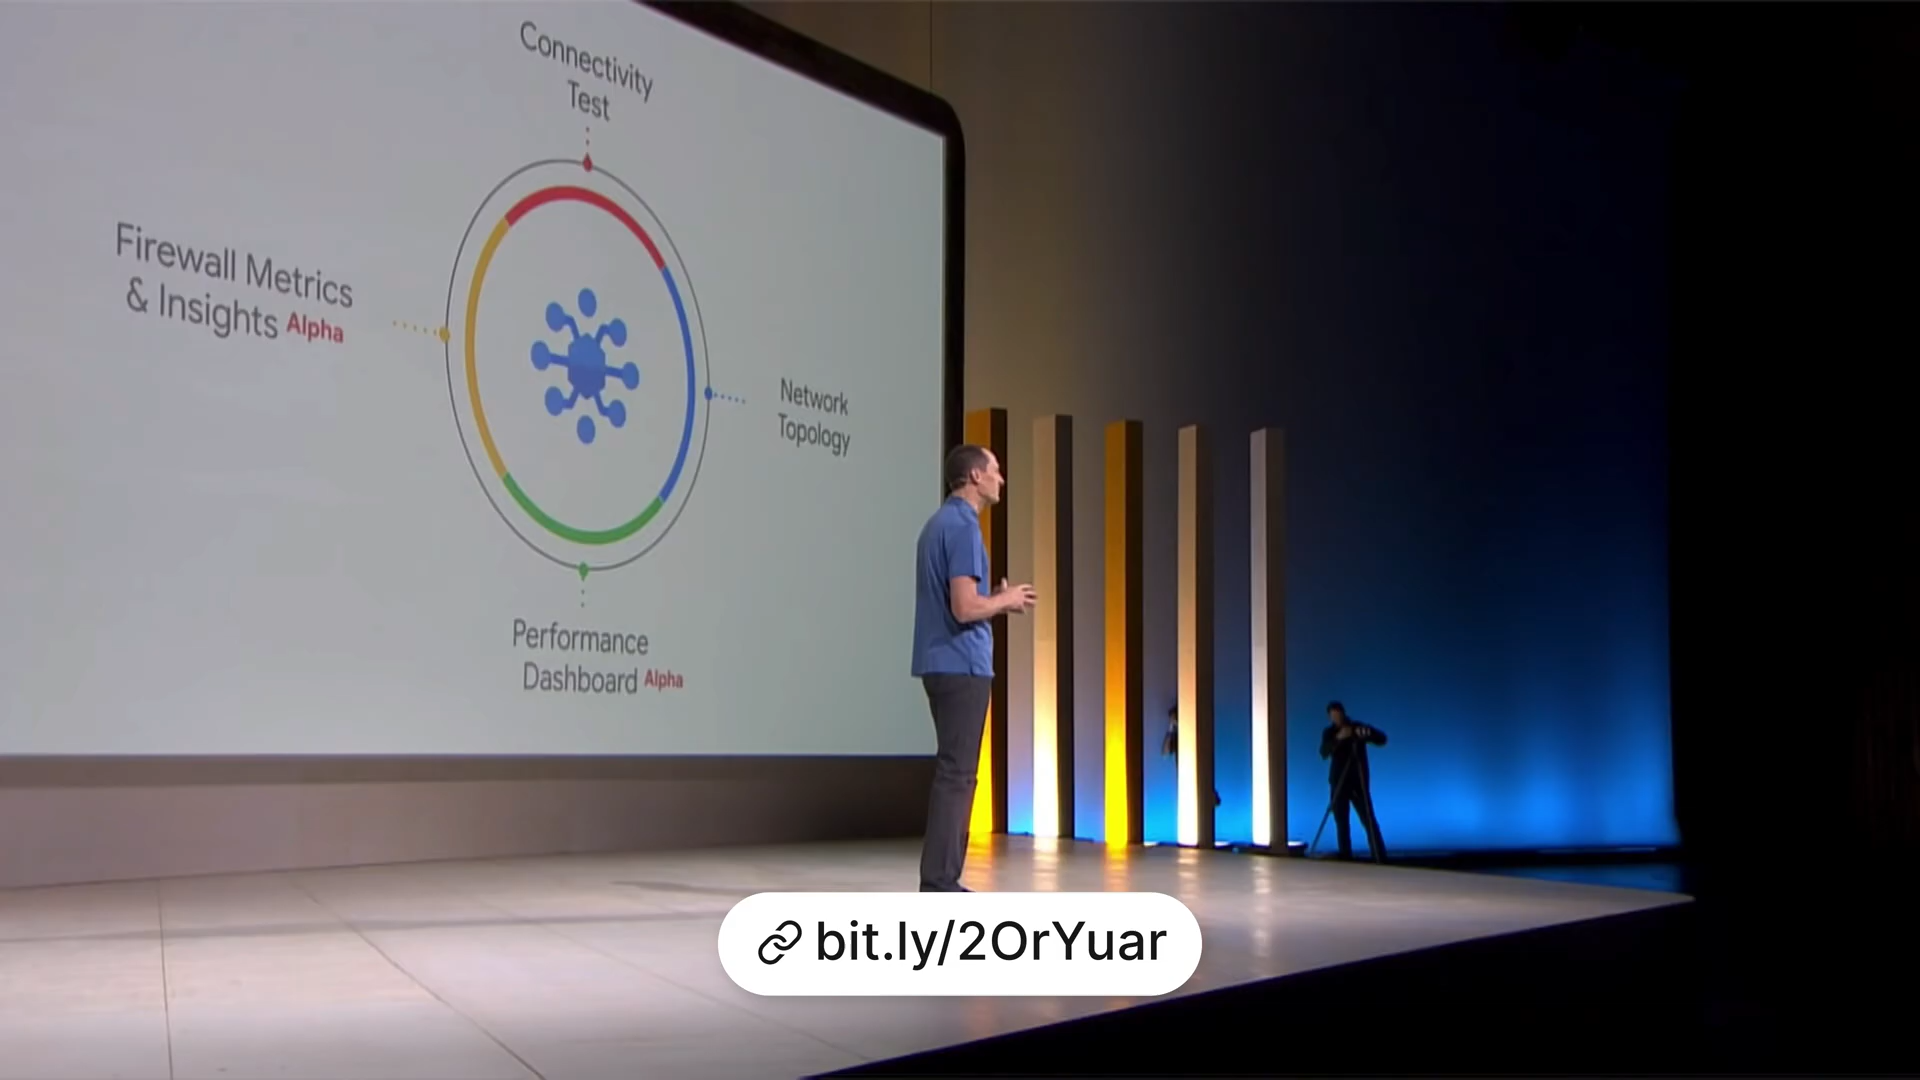 Connectivity
Test
Firewall Metrics
& Insights Alpha
Network
Topology
Performance
Dashboard Alpha
bit.ly/2OrYuar